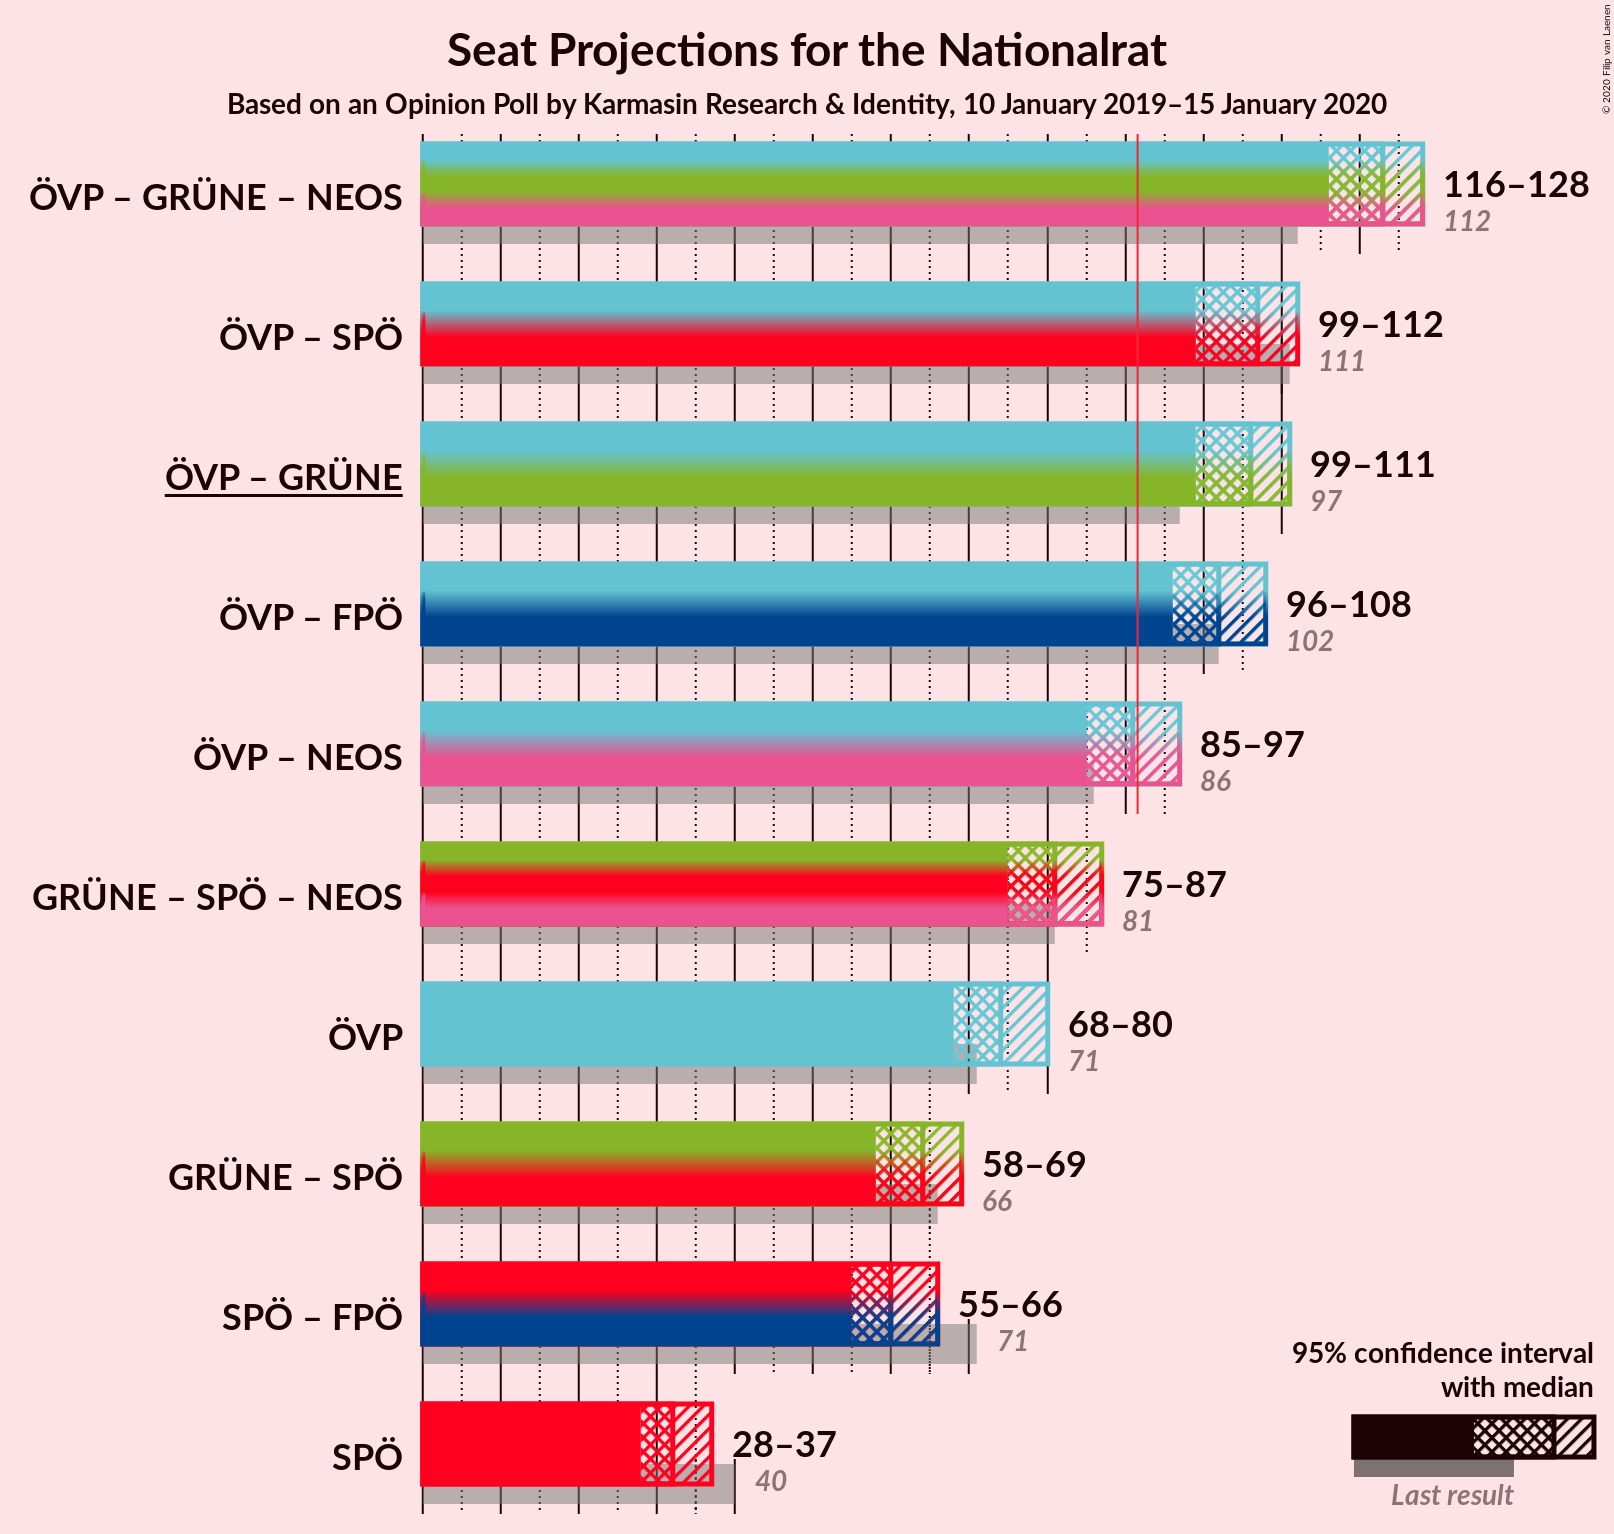 Seat Projections for the Nationalrat
Based on an Opinion Poll by Karmasin Research & Identity, 10 January 2019–15 January 2020
© 2020 Filip van Laenen
ÖVP – GRÜNE – NEOS
116–128
112
ÖVP – SPÖ
99–112
111
ÖVP – GRÜNE
99–111
97
ÖVP – FPÖ
96–108
102
ÖVP – NEOS
85–97
86
GRÜNE – SPÖ – NEOS
75–87
81
ÖVP
68–80
71
GRÜNE – SPÖ
58–69
66
SPÖ – FPÖ
55–66
71
SPÖ
28–37
40
95% confidence interval
with median
Last result